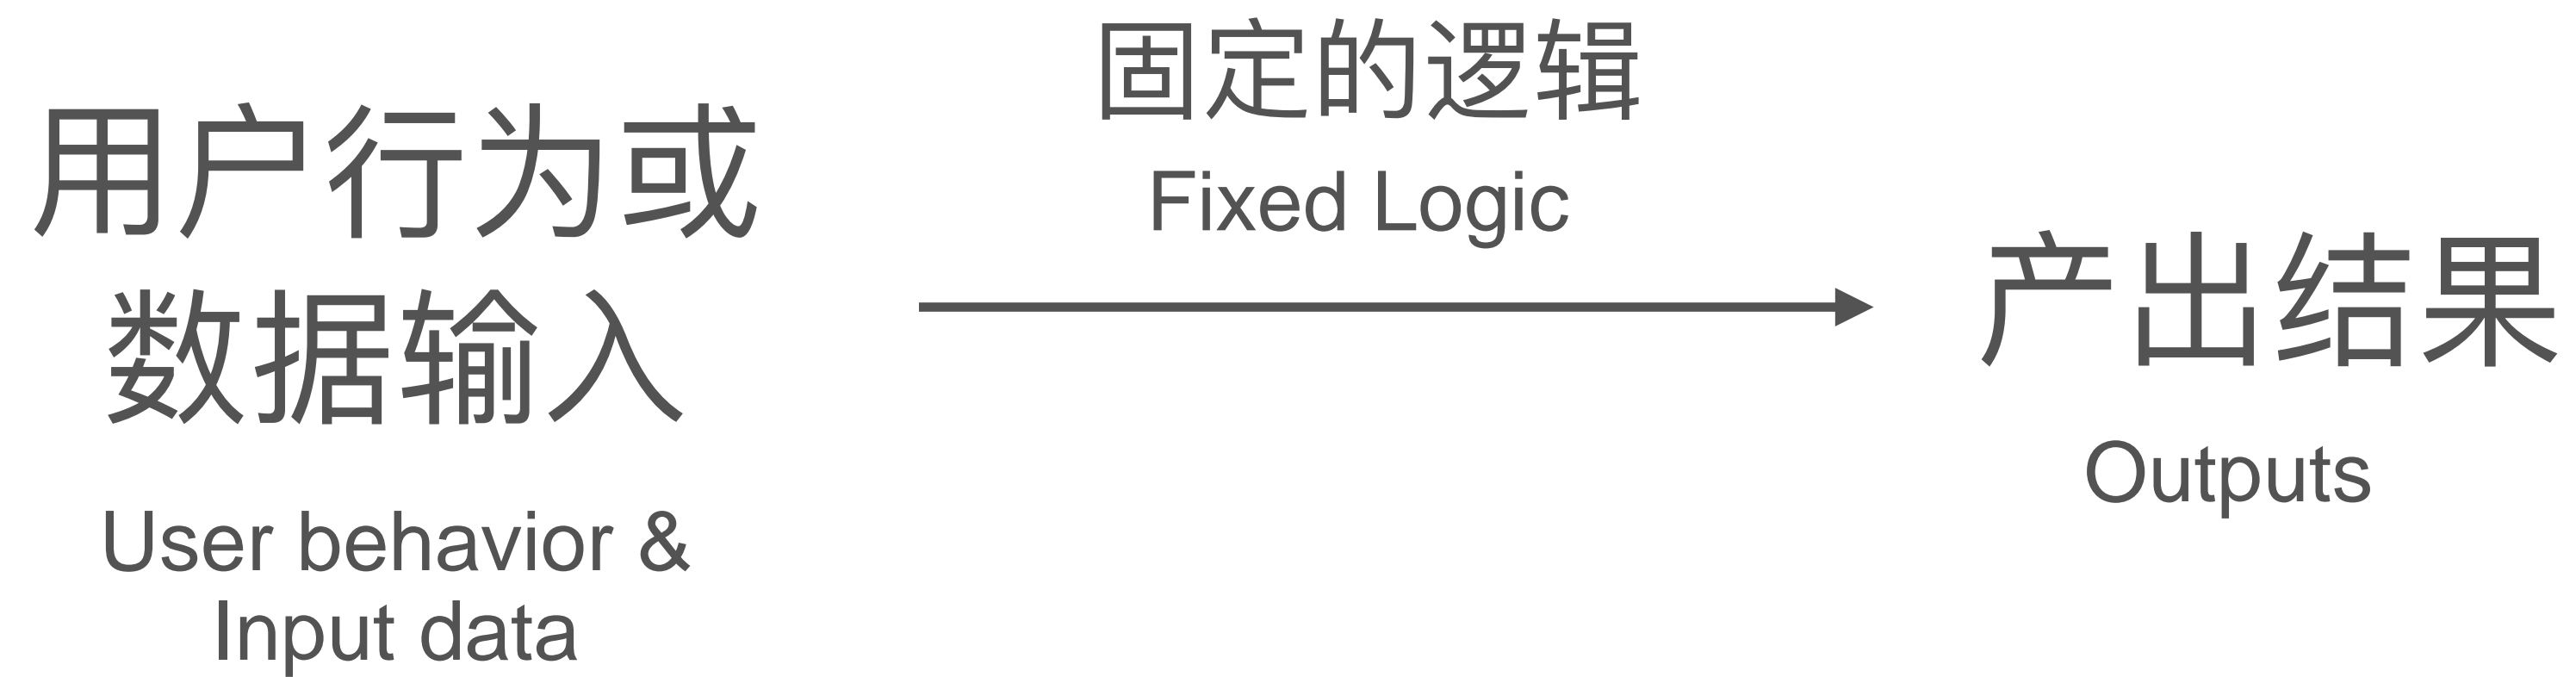 用户行为或
数据输入
User behavior &
Input data
固定的逻辑
Fixed Logic
产出结果
Outputs